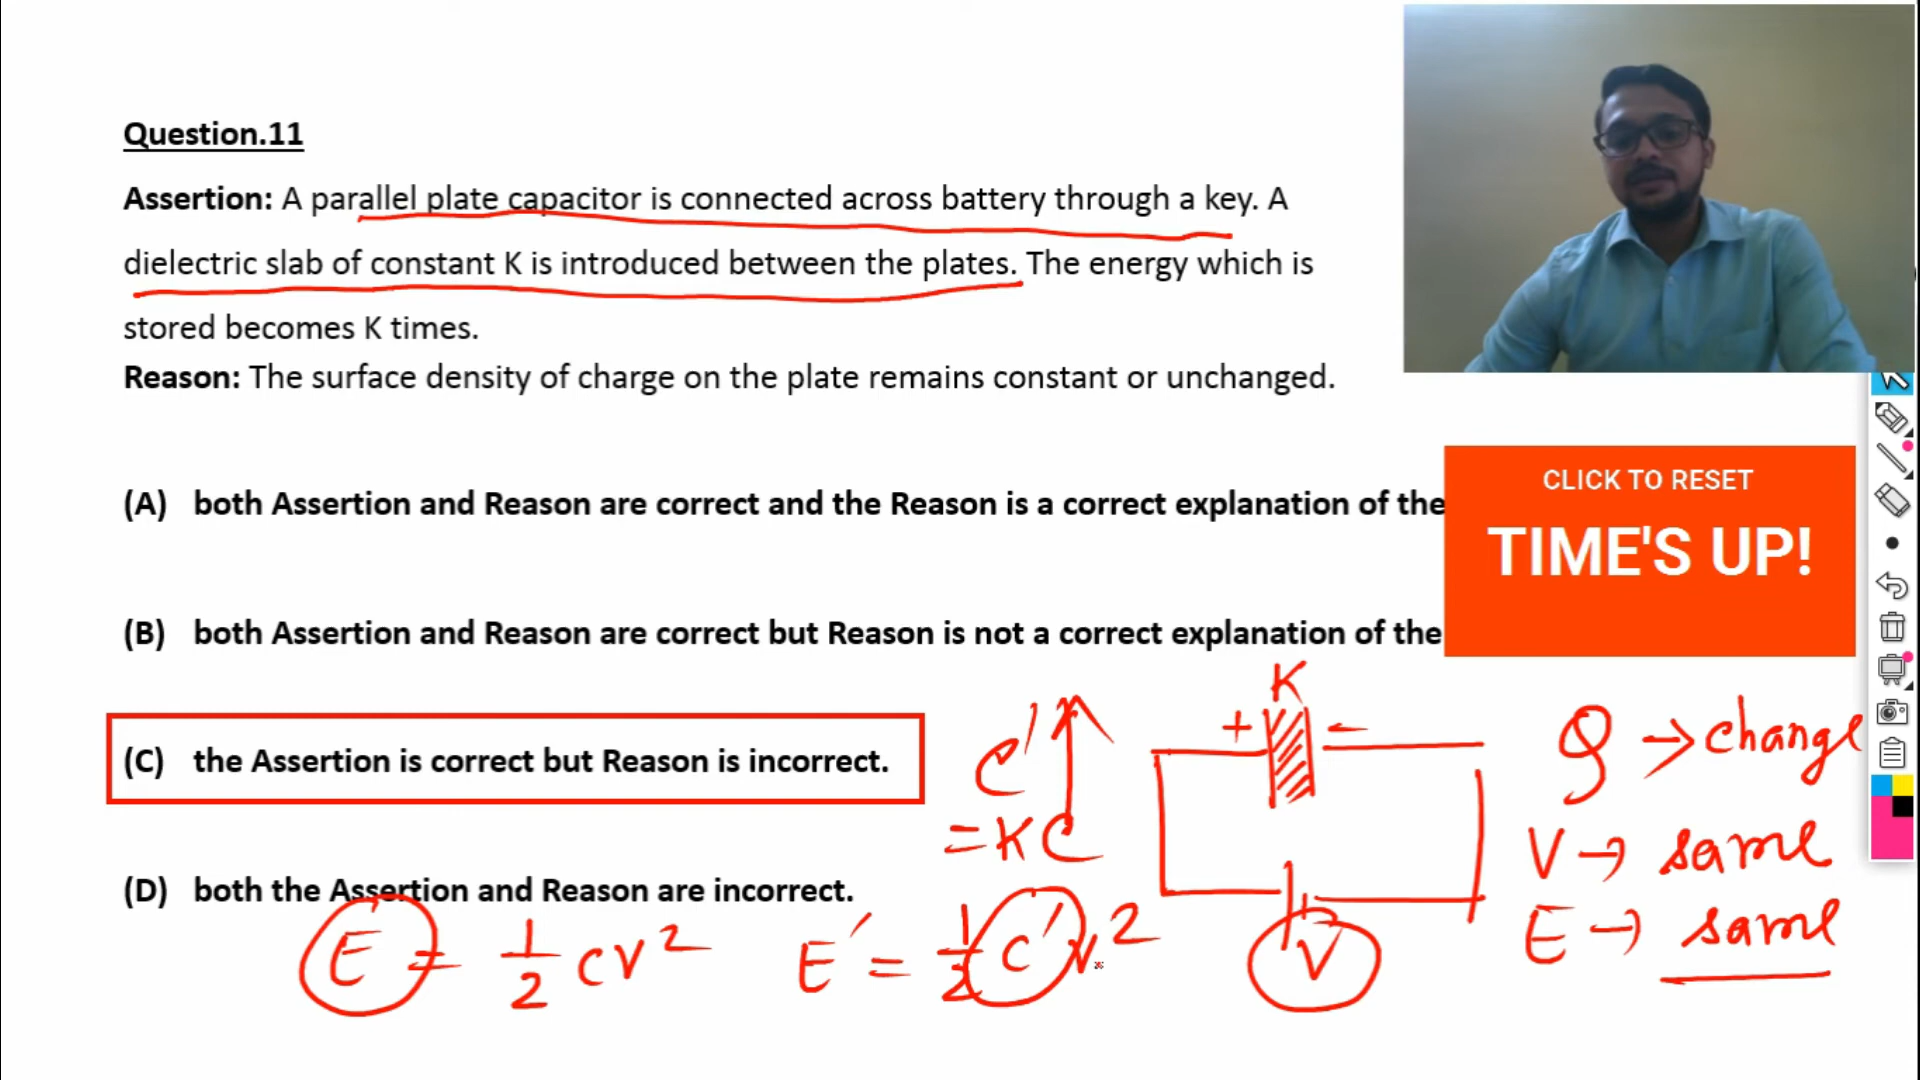 Question.11
Assertion: A parallel plate capacitor is connected across battery through a key. A
dielectric slab of constant K is introduced between the plates. The energy which is
stored becomes K times.
Reason: The surface density of charge on the plate remains constant or unchanged.
(A) both Assertion and Reason are correct and the Reason is a correct explanation of the
CLICK TO RESET
TIME'S UP!
(B) both Assertion and Reason are correct but Reason is not a correct explanation of the
(C) the Assertion is correct but Reason is incorrect.
C'
= KC
K
+ −
V
Q → change
V → same
E → same
(D) both the Assertion and Reason are incorrect.
E = 1/2 CV² E' = 1/2 C'V²